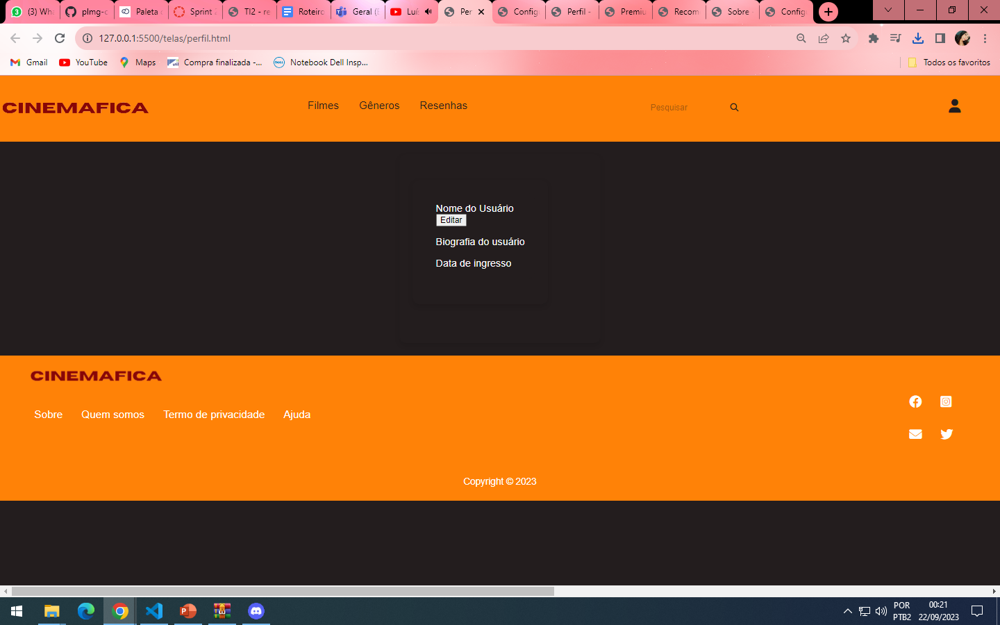 (3) Wha
plmg-c
Paleta
Sprint 2
TI2 - re
Roteiro
Geral (E
Luís
Per
Config
Perfil -
Premiu
Recom
Sobre
Config
127.0.0.1:5500/telas/perfil.html
Gmail YouTube Maps Compra finalizada -... Notebook Dell Insp... Todos os favoritos
CINEMAFICA
Filmes Gêneros Resenhas
Pesquisar
Nome do Usuário
Editar
Biografia do usuário
Data de ingresso
CINEMAFICA
Sobre Quem somos Termo de privacidade Ajuda
Copyright © 2023
POR
PTB2
00:21
22/09/2023